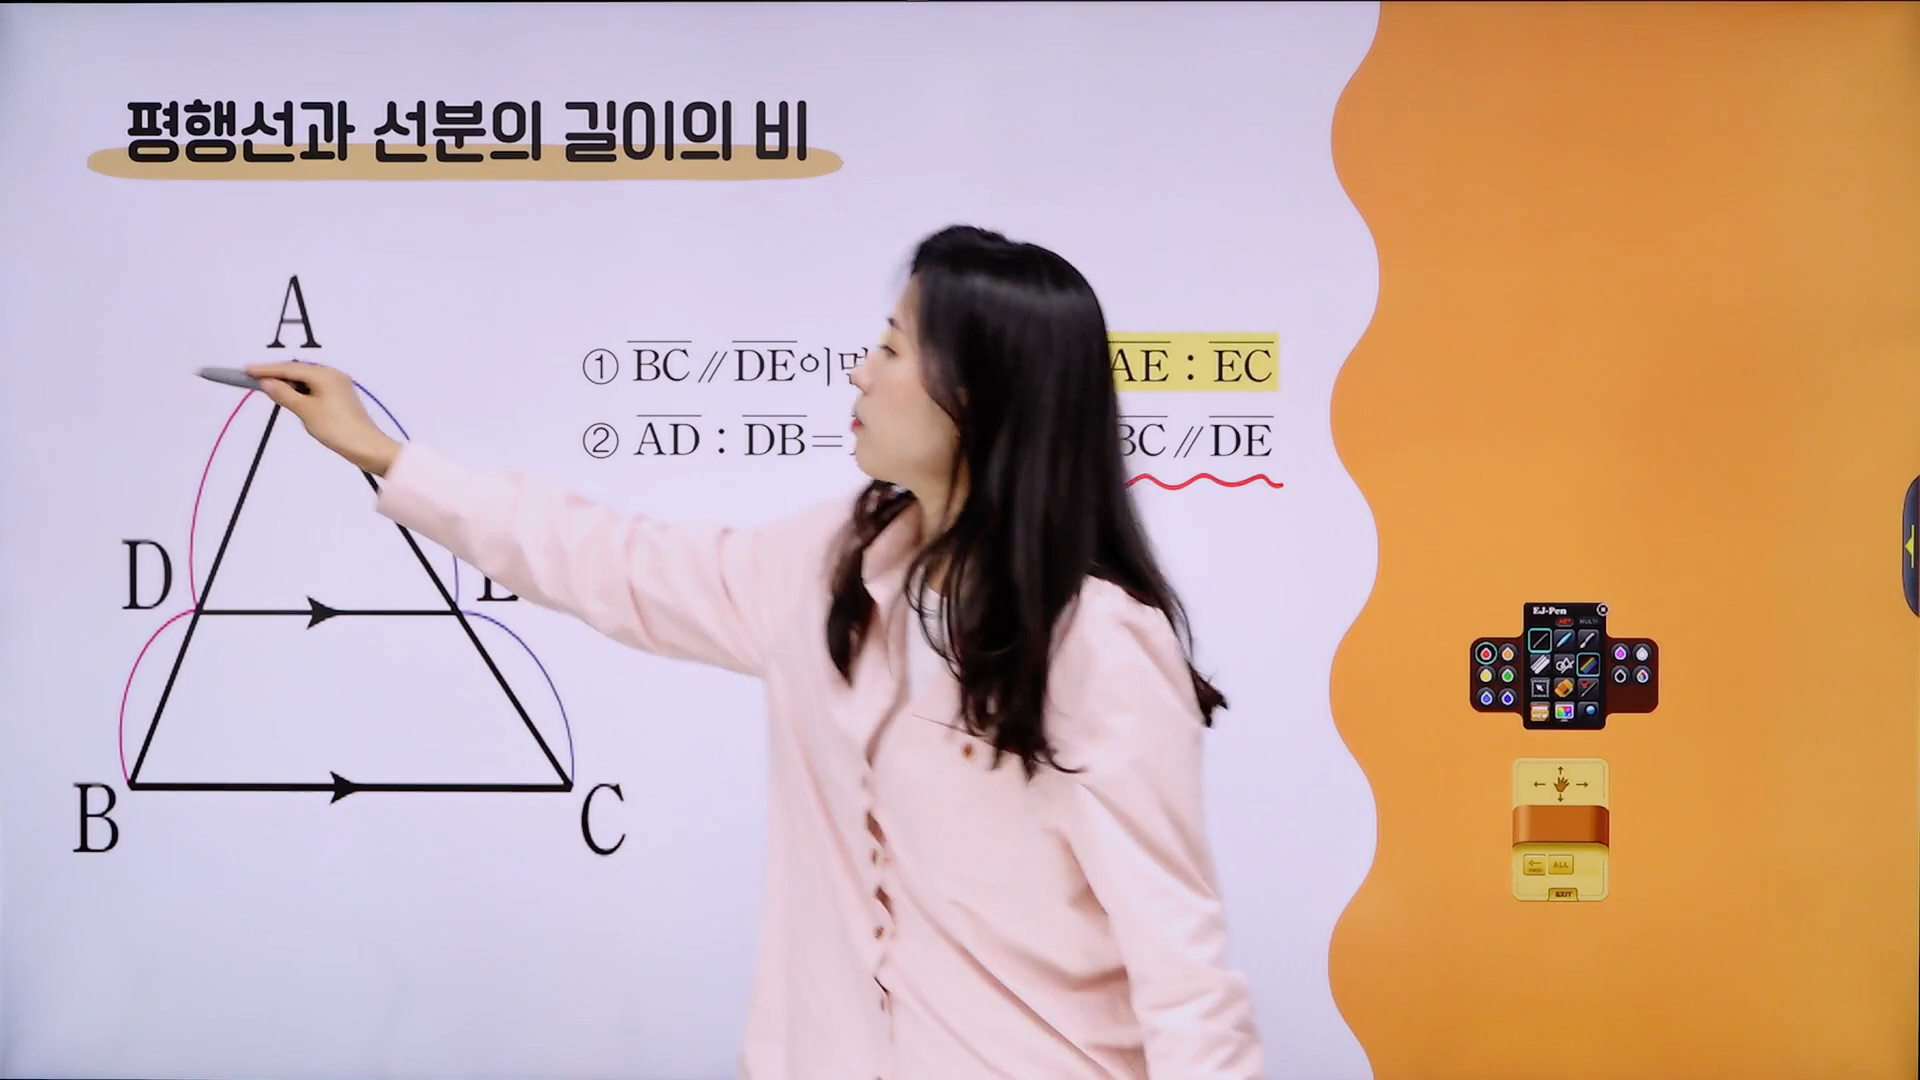 평행선과 선분의 길이의 비
A
① BC // DE이면 AE : EC
② AD : DB = BC // DE
D
B
C
EJ-Pen
ALL
EXIT